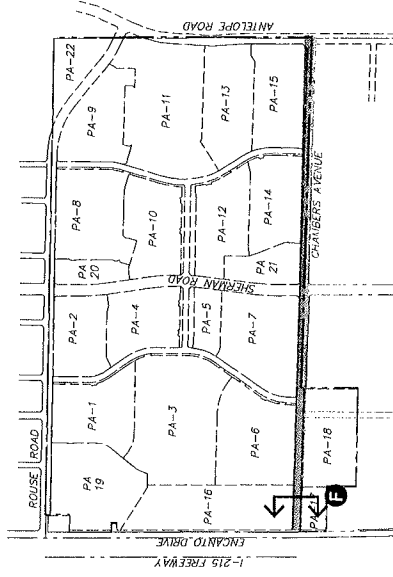 ANTELOPE ROAD
PA-22
PA-9
PA-11
PA-13
PA-15
PA-8
PA-10
PA-12
PA-14
PA
20
PA
21
CHAMBERS AVENUE
SHERMAN ROAD
PA-2
PA-4
PA-5
PA-7
PA-1
PA-3
PA-6
PA-18
ROUSE
ROAD
PA
19
PA-16
F
ENCANTO DRIVE
I-215 FREEWAY